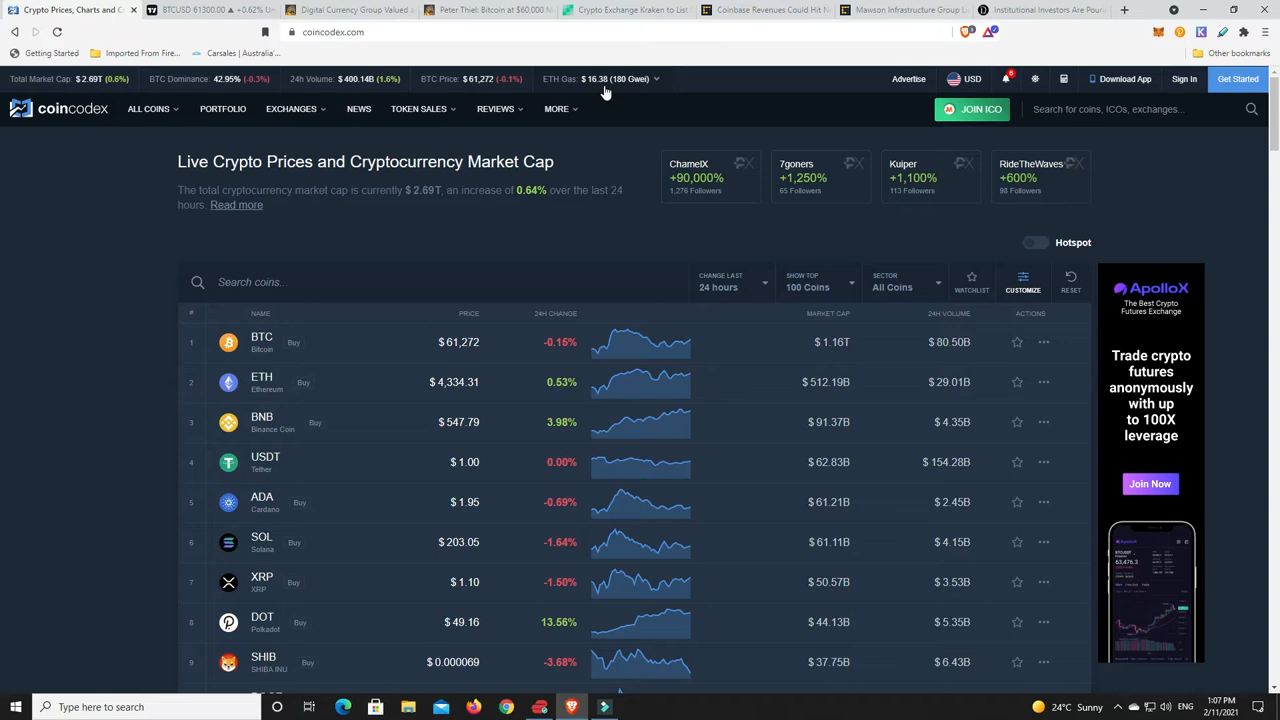 Crypto Prices, Charts and C
BTCUSD 61300.00 ▲ +0.62% Un
Digital Currency Group Valued a
Peter Thiel: Bitcoin at $60,000 M
Crypto Exchange Kraken to List
Coinbase Revenues Could Hit N
Mawson Infrastructure Group L
Institutional Investors Are Pour
coincodex.com
Getting Started
Imported From Fire...
Carsales | Australia'...
Other bookmarks
Total Market Cap: $ 2.69T (0.6%)
BTC Dominance: 42.95% (-0.3%)
24h Volume: $ 400.14B (1.6%)
BTC Price: $ 61,272 (-0.1%)
ETH Gas: $ 16.38 (180 Gwei)
Advertise
USD
6
Download App
Sign In
Get Started
coincodex
ALL COINS
PORTFOLIO
EXCHANGES
NEWS
TOKEN SALES
REVIEWS
MORE
JOIN ICO
Search for coins, ICOs, exchanges...
Live Crypto Prices and Cryptocurrency Market Cap
The total cryptocurrency market cap is currently $ 2.69T, an increase of 0.64% over the last 24
hours. Read more
ChamelX
+90,000%
1,276 Followers
7goners
+1,250%
65 Followers
Kuiper
+1,100%
113 Followers
RideTheWaves
+600%
98 Followers
Hotspot
Search coins...
CHANGE LAST
24 hours
SHOW TOP
100 Coins
SECTOR
All Coins
WATCHLIST
CUSTOMIZE
RESET
# NAME PRICE 24H CHANGE MARKET CAP 24H VOLUME ACTIONS
1 BTC Bitcoin Buy $ 61,272 -0.15% $ 1.16T $ 80.50B
2 ETH Ethereum Buy $ 4,334.31 0.53% $ 512.19B $ 29.01B
3 BNB Binance Coin Buy $ 547.79 3.98% $ 91.37B $ 4.35B
4 USDT Tether $ 1.00 0.00% $ 62.83B $ 154.28B
5 ADA Cardano Buy $ 1.95 -0.69% $ 61.21B $ 2.45B
6 SOL Solana Buy $ 203.05 -1.64% $ 61.11B $ 4.15B
7 XRP XRP Buy $ 1.10 -1.50% $ 50.57B $ 3.53B
8 DOT Polkadot Buy $ 49.16 13.56% $ 44.13B $ 5.35B
9 SHIB SHIBA INU Buy $ 0.000069 -3.68% $ 37.75B $ 6.43B
ApolloX
The Best Crypto
Futures Exchange
Trade crypto
futures
anonymously
with up
to 100X
leverage
Join Now
63,476.3
Type here to search
24°C Sunny
ENG
1:07 PM
2/11/2021